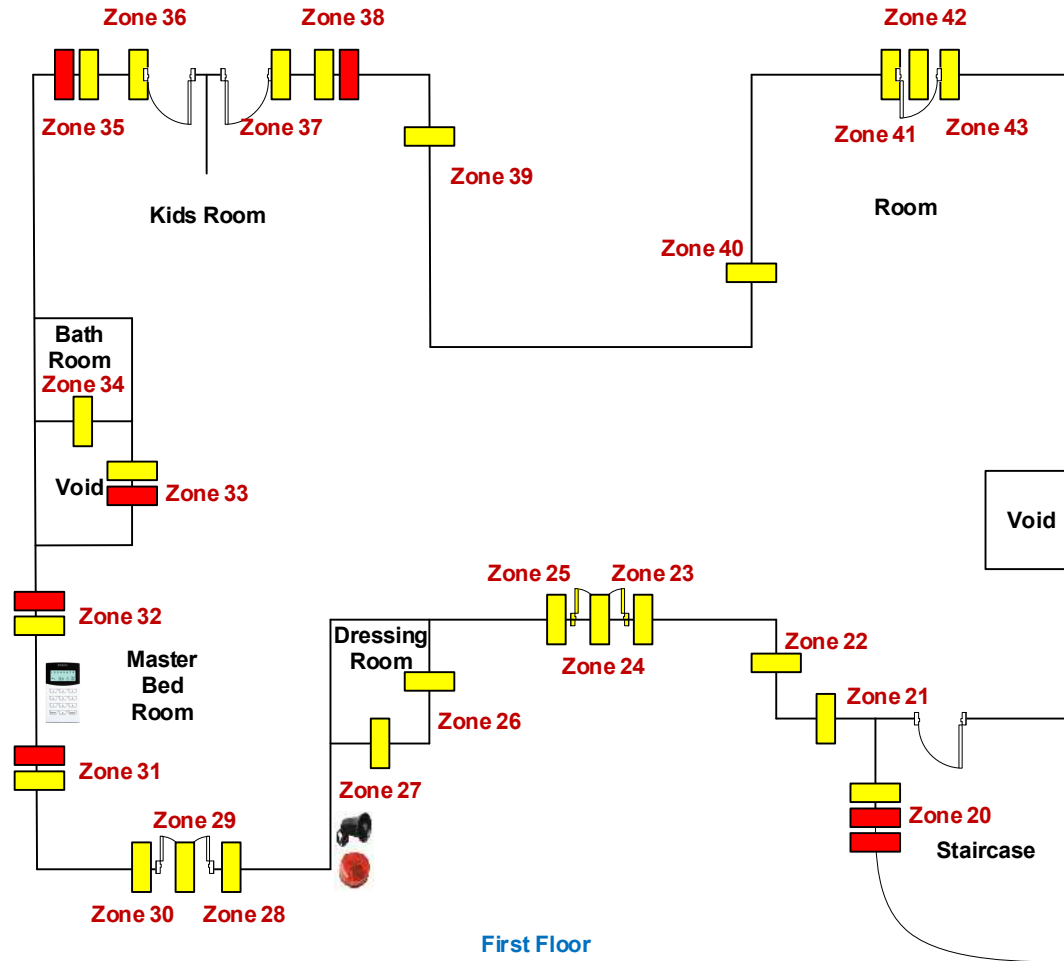 Zone 36
Zone 38
Zone 42
Zone 35
Zone 37
Zone 41
Zone 43
Zone 39
Kids Room
Room
Zone 40
Bath
Room
Zone 34
Void
Zone 33
Void
Zone 25
Zone 23
Zone 32
Dressing
Room
Zone 22
Zone 24
Master
Bed
Room
Zone 21
Zone 26
Zone 31
Zone 27
Zone 29
Zone 20
Staircase
Zone 30
Zone 28
First Floor